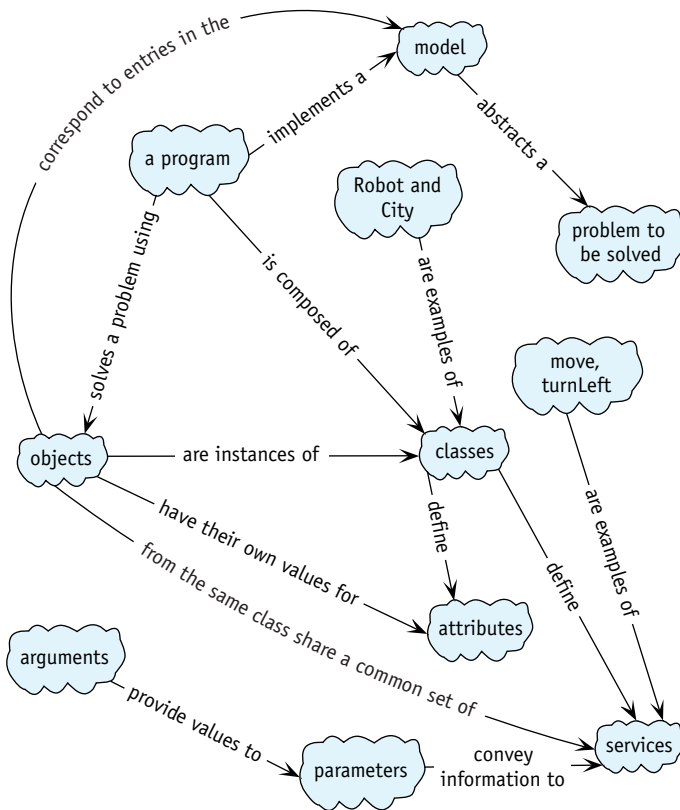 model
correspond to entries in the
implements a
abstracts a
a program
Robot and
City
problem to
be solved
solves a problem using
is composed of
are examples of
move,
turnLeft
objects
are instances of
classes
have their own values for
define
are examples of
from the same class share a common set of
define
attributes
arguments
provide values to
services
parameters
convey
information to